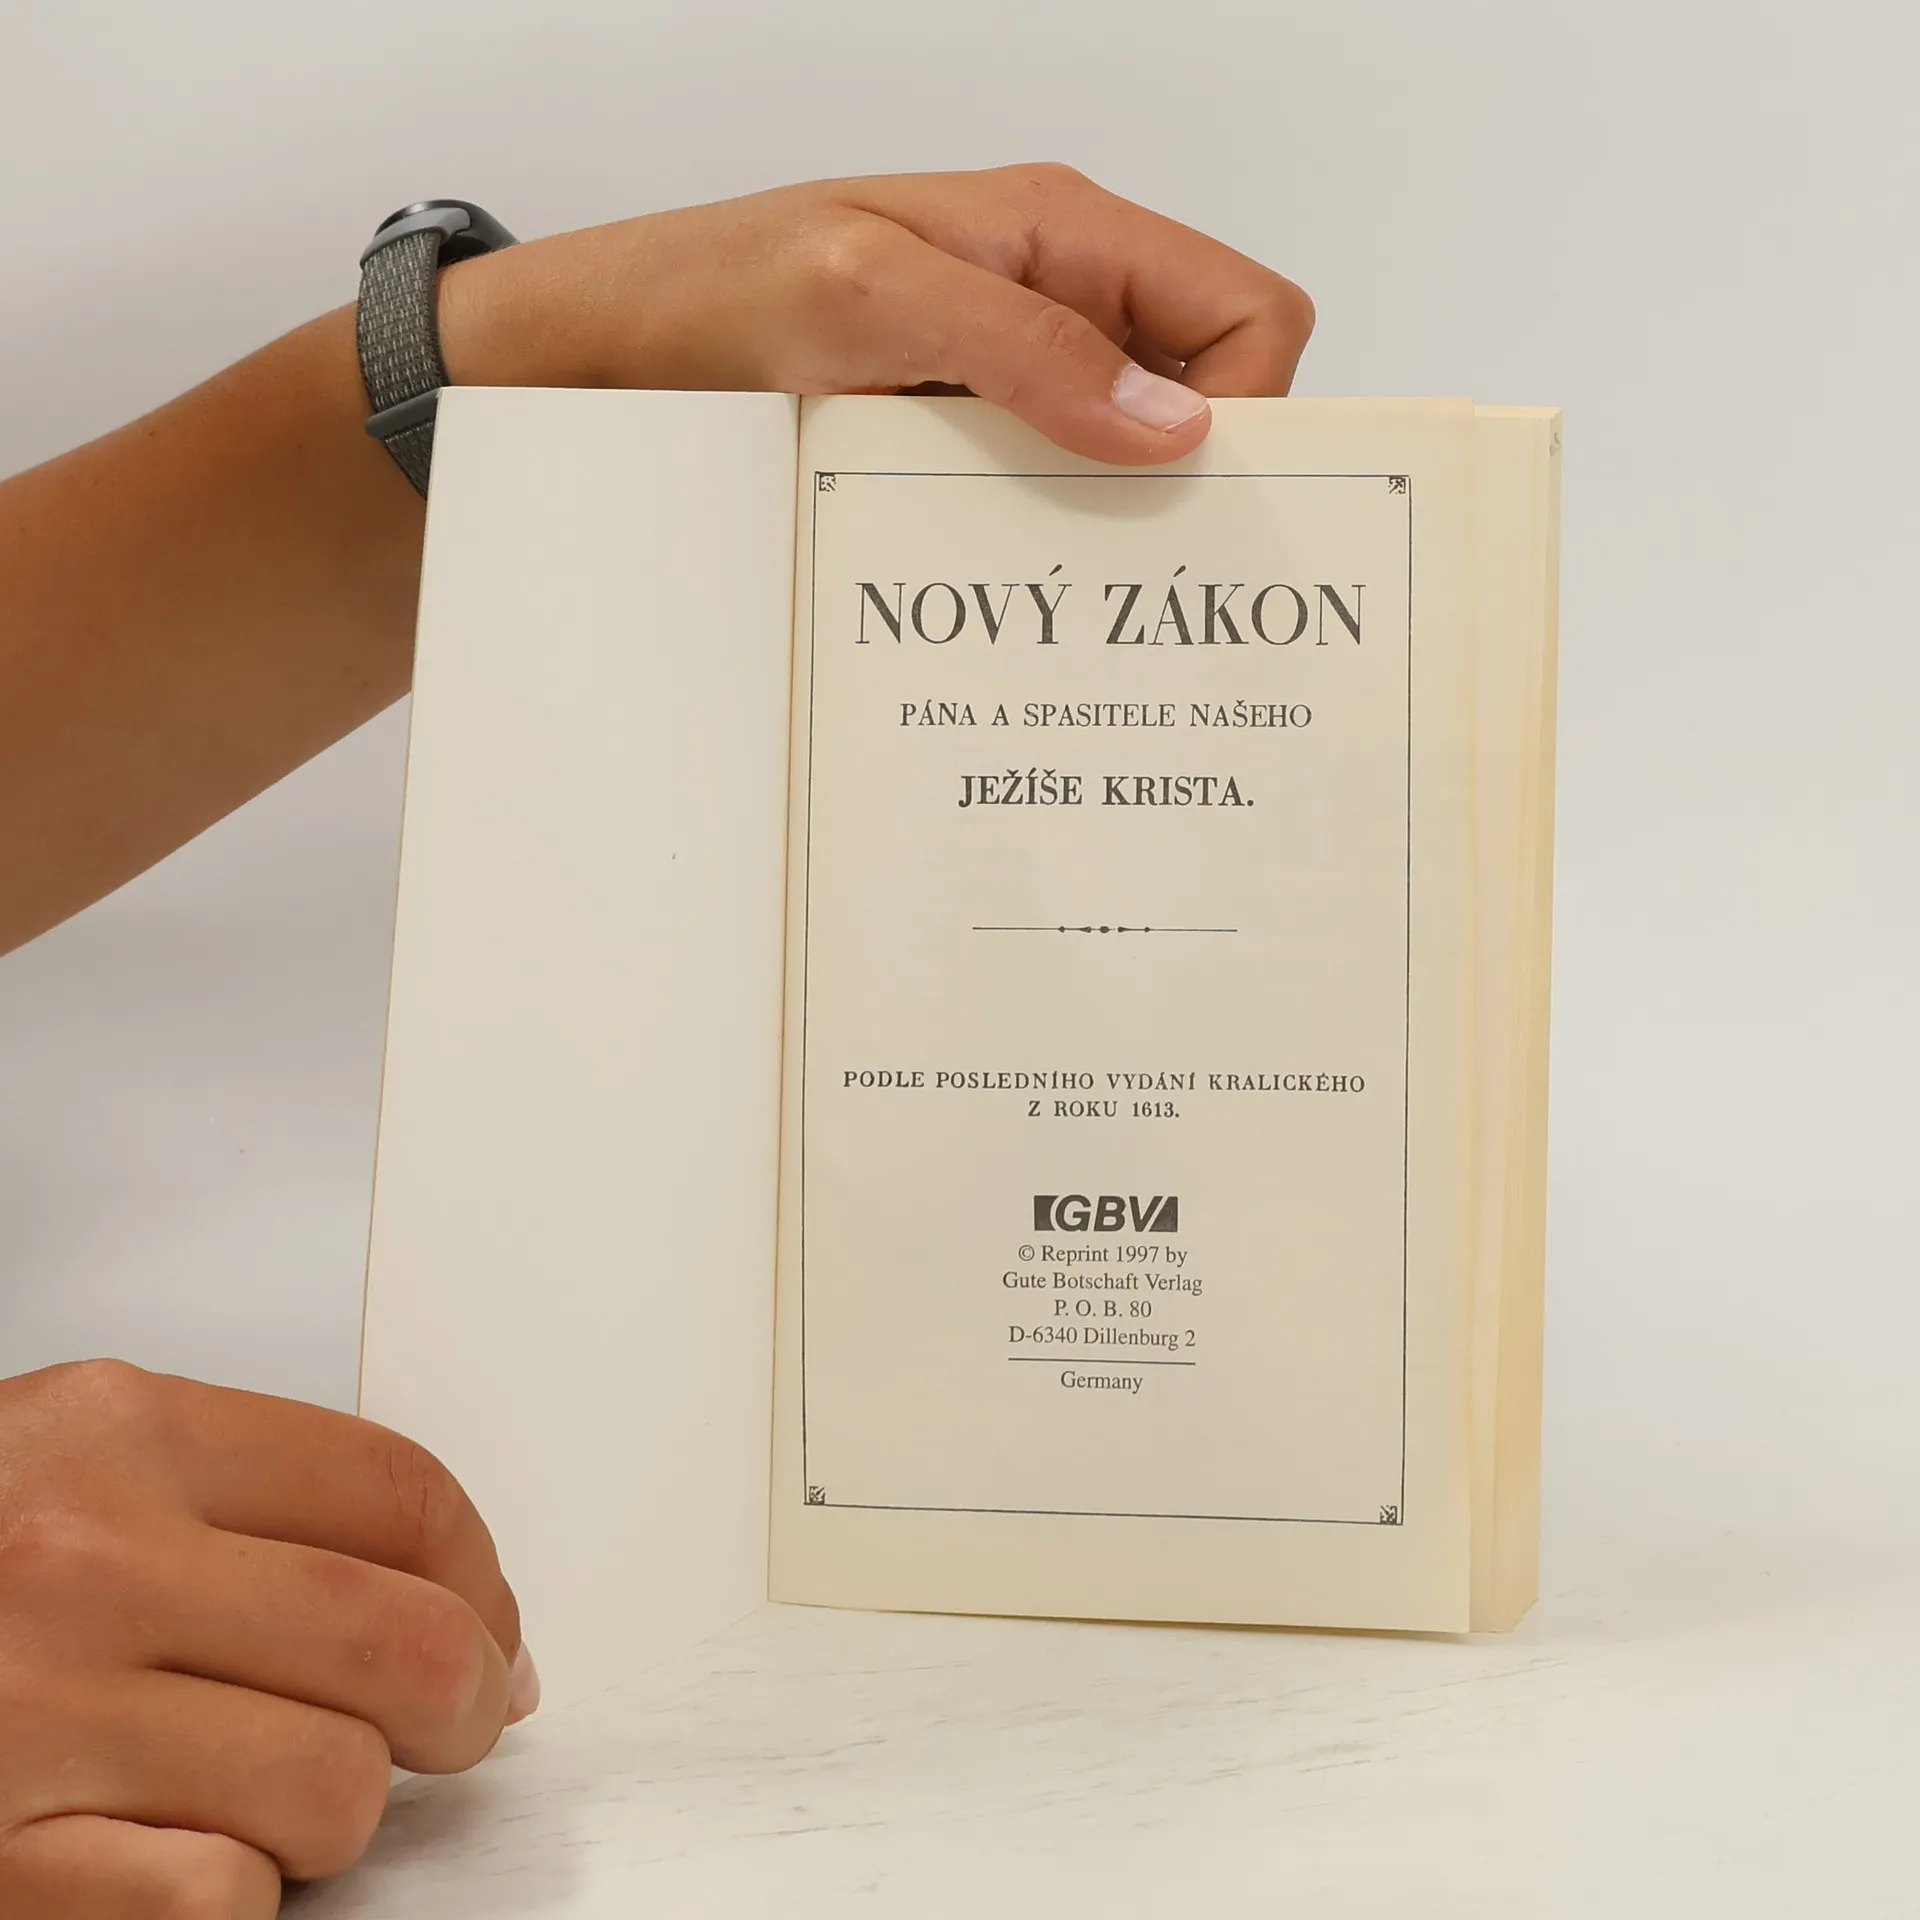 NOVÝ ZÁKON
PÁNA A SPASITELE NAŠEHO
JEŽÍŠE KRISTA.
PODLE POSLEDNÍHO VYDÁNÍ KRALICKÉHO
Z ROKU 1613.
GBV
© Reprint 1997 by
Gute Botschaft Verlag
P. O. B. 80
D-6340 Dillenburg 2
Germany